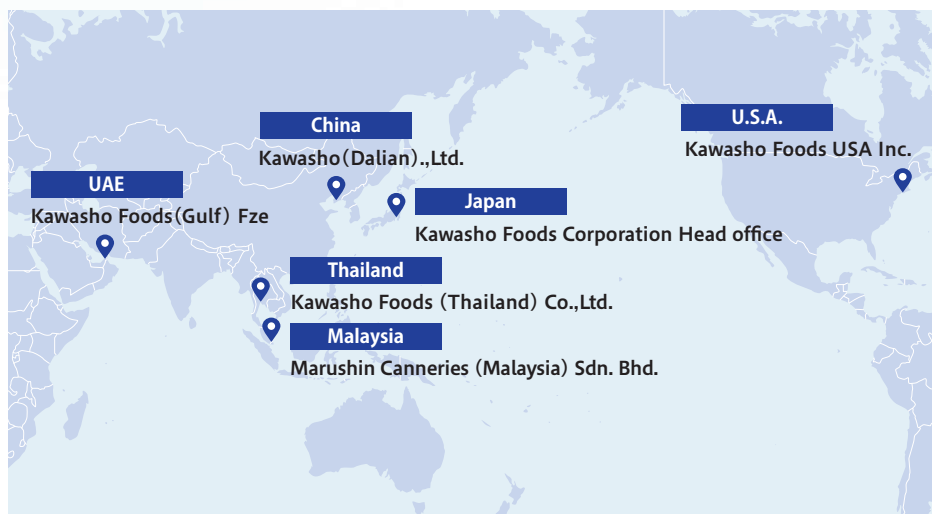 China
Kawasho(Dalian).,Ltd.
U.S.A.
Kawasho Foods USA Inc.
UAE
Kawasho Foods(Gulf) Fze
Japan
Kawasho Foods Corporation Head office
Thailand
Kawasho Foods (Thailand) Co.,Ltd.
Malaysia
Marushin Canneries (Malaysia) Sdn. Bhd.